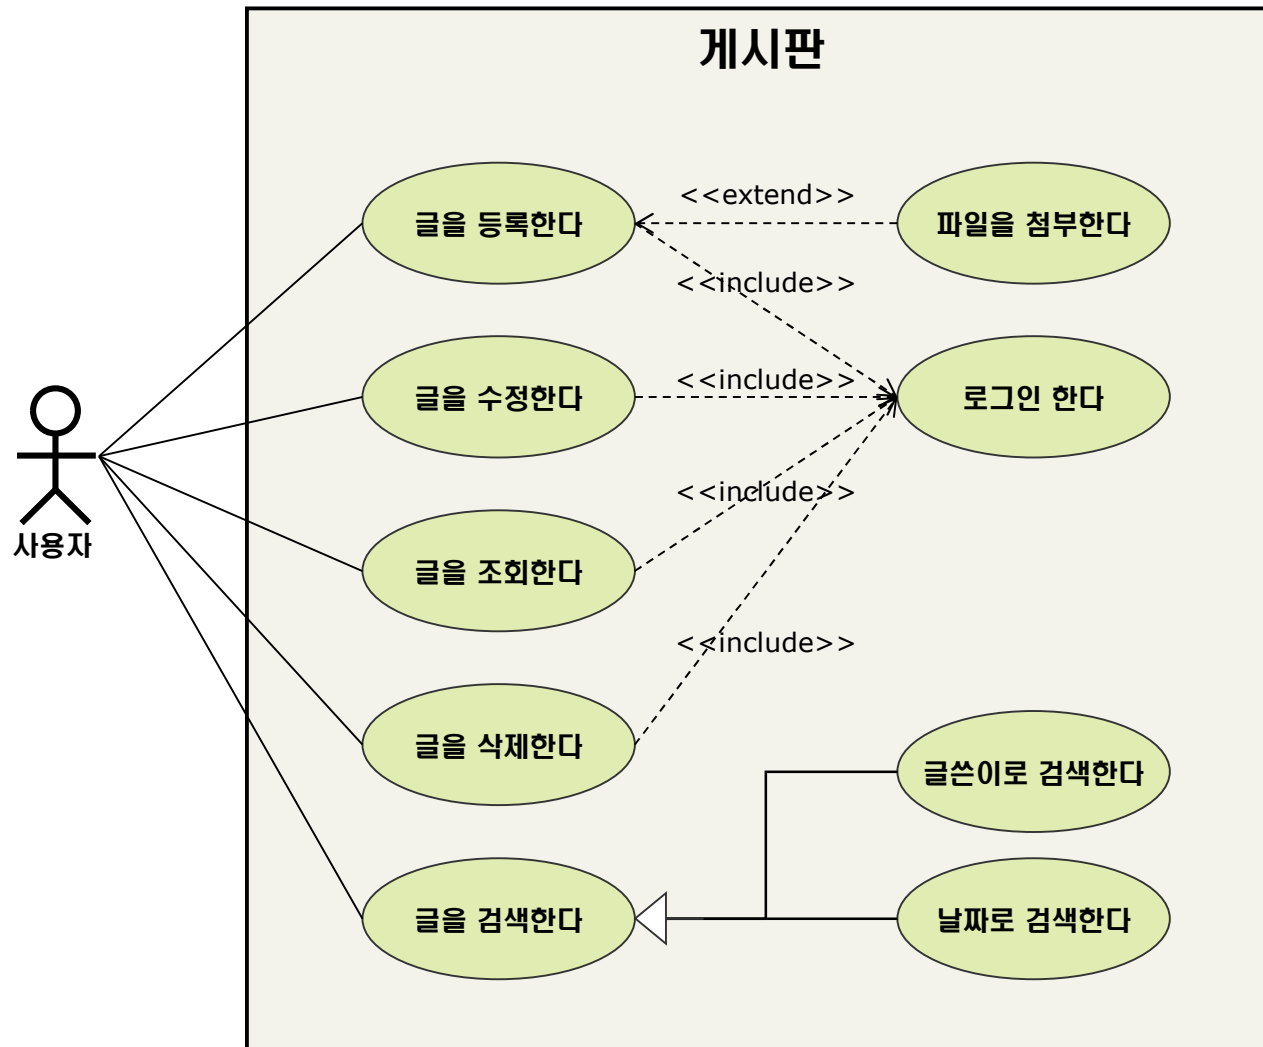 게시판
글을 등록한다
<<extend>>
파일을 첨부한다
<<include>>
글을 수정한다
<<include>>
로그인 한다
사용자
<<include>>
글을 조회한다
<<include>>
글을 삭제한다
글쓴이로 검색한다
글을 검색한다
날짜로 검색한다